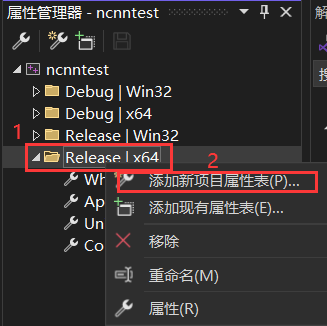 属性管理器 - ncnntest
解
ncnntest
Debug | Win32
Debug | x64
1
Release | Win32
Release | x64
2
Wh
添加新项目属性表(P)...
Ap
添加现有属性表(E)...
Un
移除
Co
重命名(M)
属性(R)